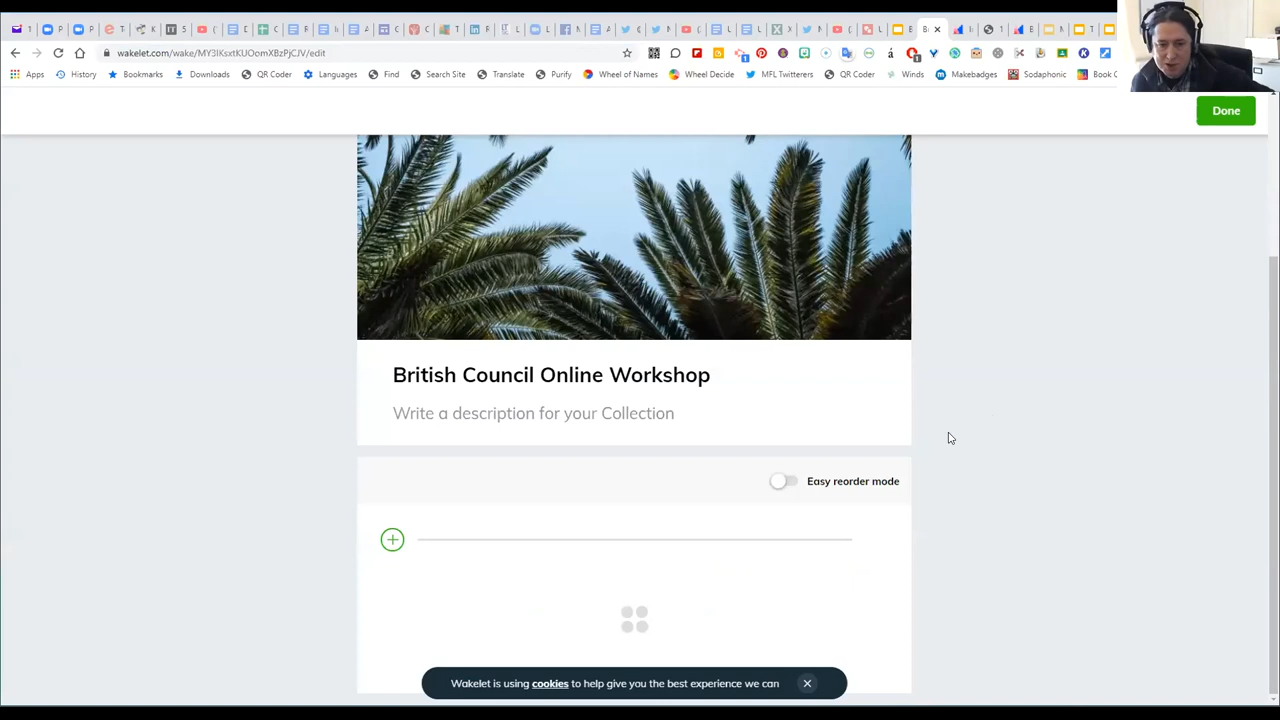 wakelet.com/wake/MY3IKsxtKUOomXBzPjCJV/edit
Apps History Bookmarks Downloads QR Coder Languages Find Search Site Translate Purify Wheel of Names Wheel Decide MFL Twitterers QR Coder Winds Makebadges Sodaphonic Book
Done
British Council Online Workshop
Write a description for your Collection
Easy reorder mode
Wakelet is using cookies to help give you the best experience we can